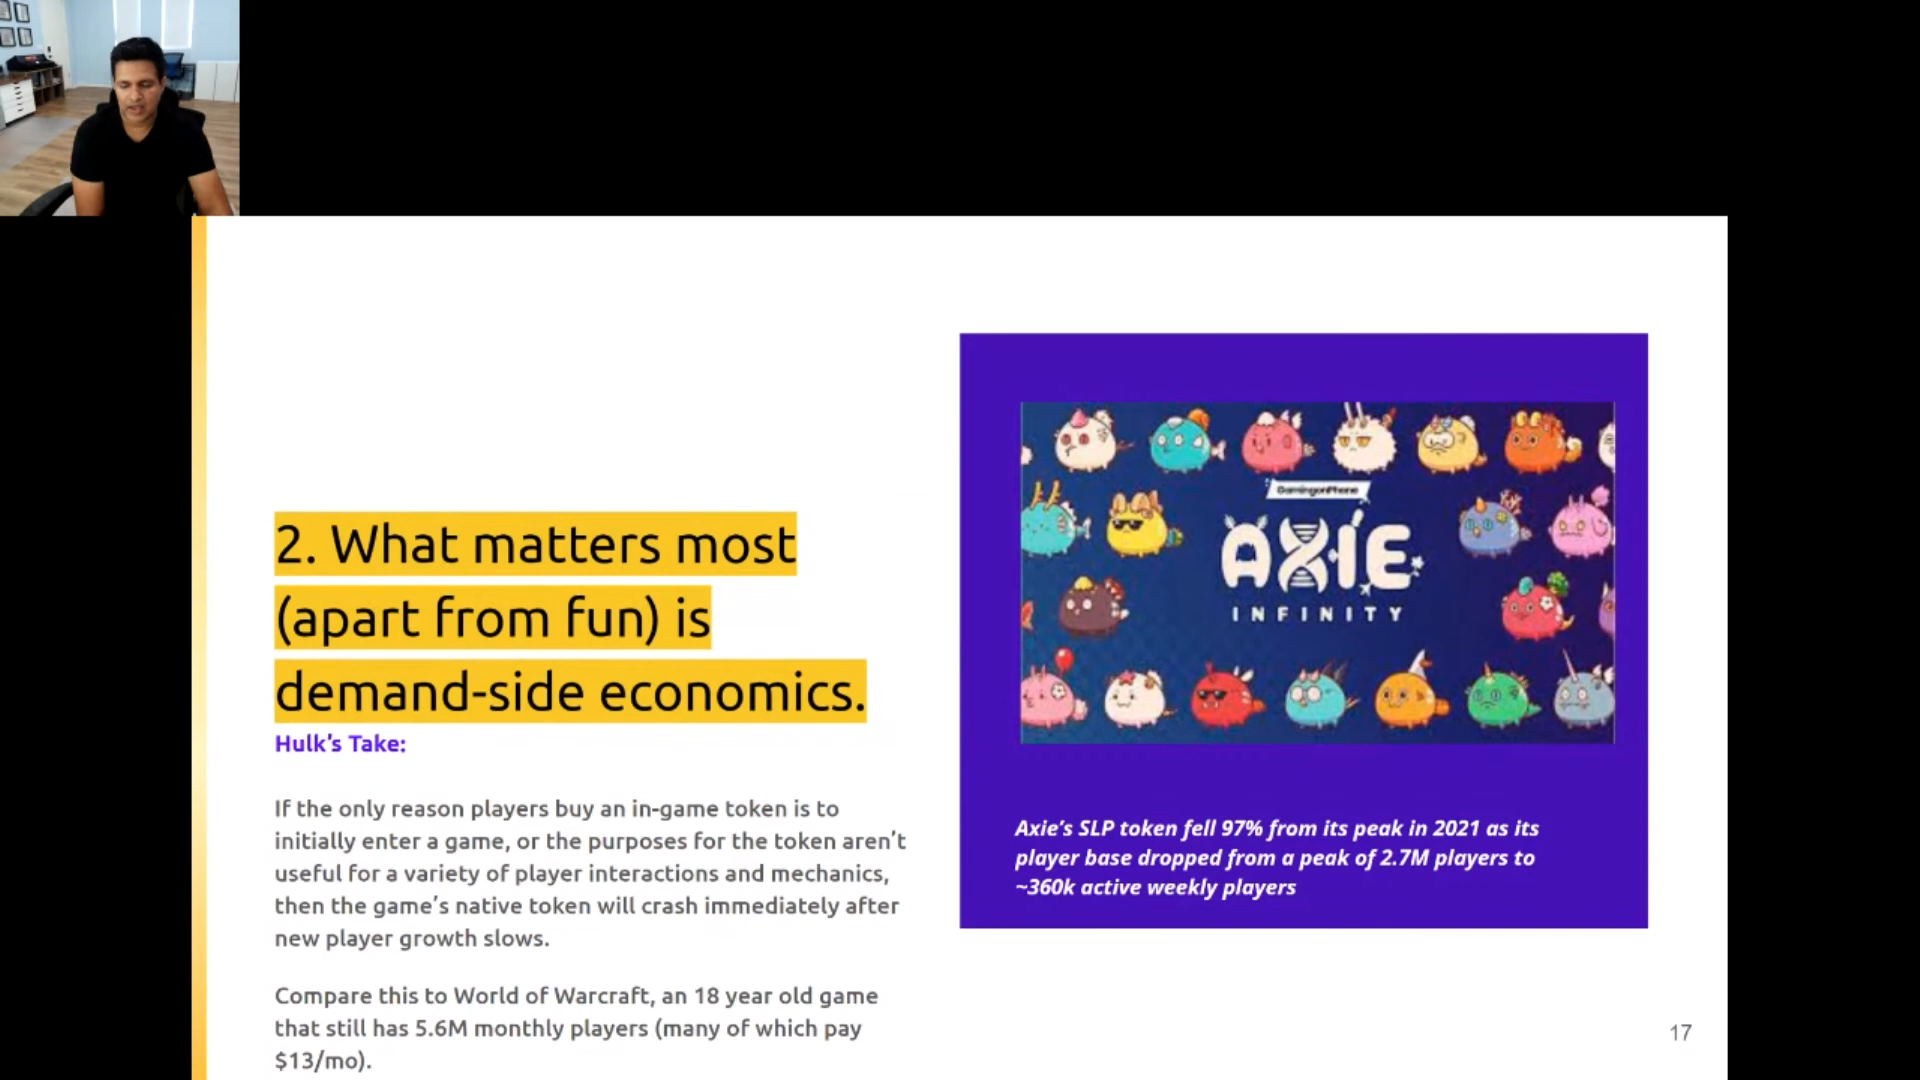 2. What matters most
(apart from fun) is
demand-side economics.
Hulk's Take:
If the only reason players buy an in-game token is to
initially enter a game, or the purposes for the token aren't
useful for a variety of player interactions and mechanics,
then the game's native token will crash immediately after
new player growth slows.
Compare this to World of Warcraft, an 18 year old game
that still has 5.6M monthly players (many of which pay
$13/mo).
GamingonPhone
AXIE
INFINITY
Axie's SLP token fell 97% from its peak in 2021 as its
player base dropped from a peak of 2.7M players to
~360k active weekly players
17